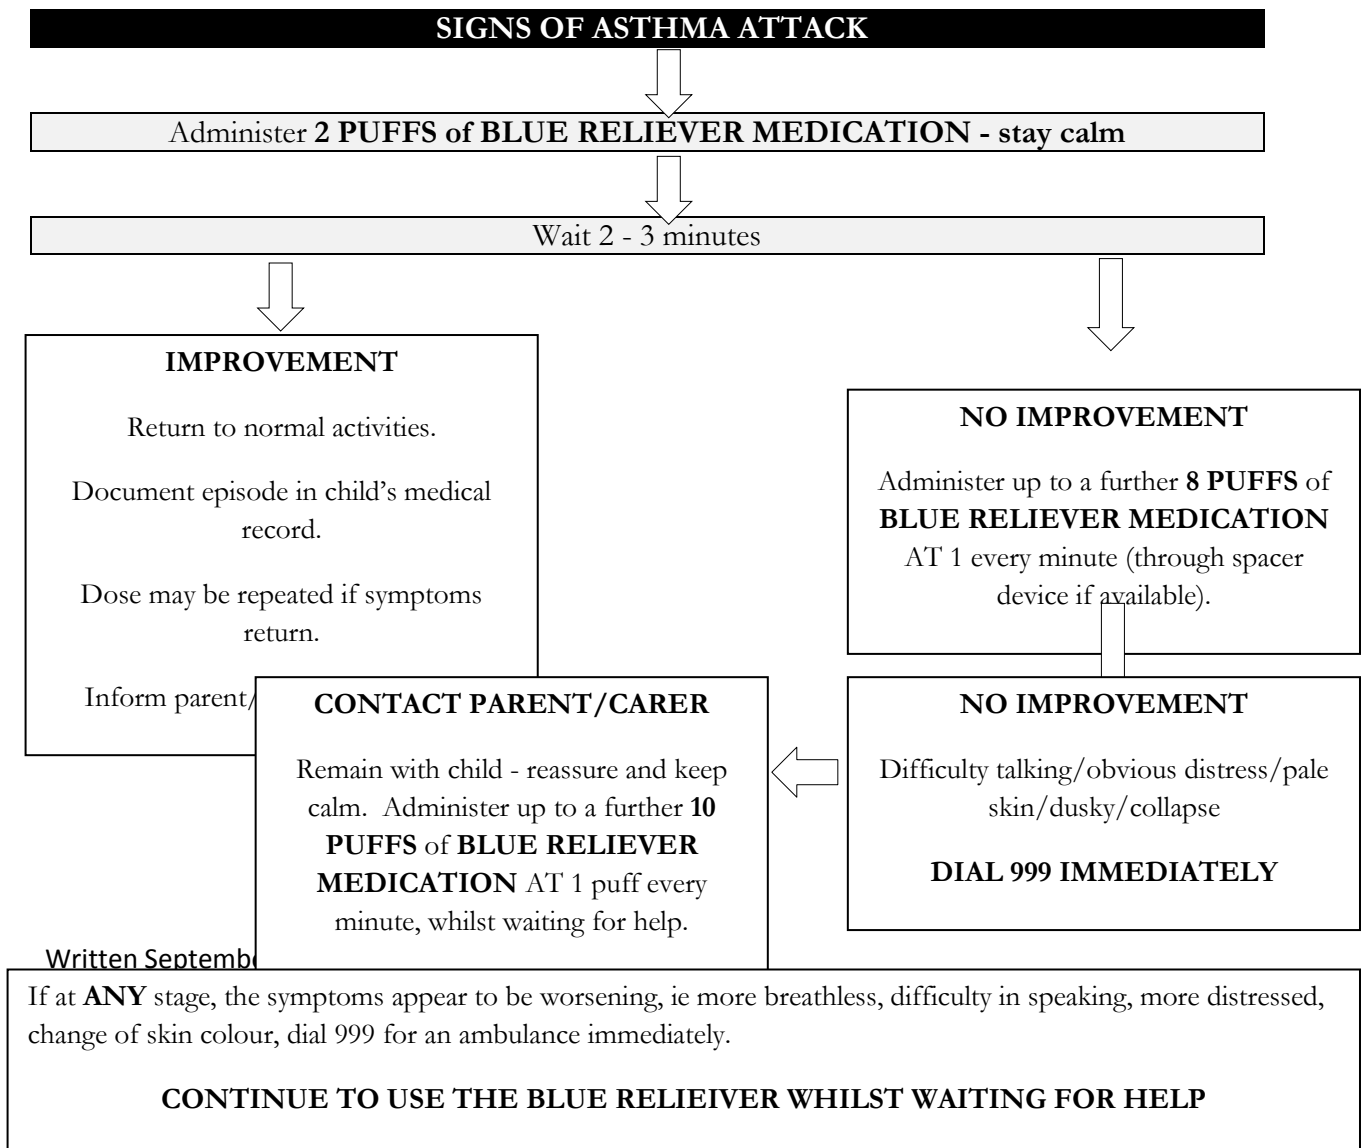 SIGNS OF ASTHMA ATTACK
Administer 2 PUFFS of BLUE RELIEVER MEDICATION - stay calm
Wait 2 - 3 minutes
IMPROVEMENT
Return to normal activities.
Document episode in child’s medical
record.
Dose may be repeated if symptoms
return.
Inform parent/
NO IMPROVEMENT
Administer up to a further 8 PUFFS of
BLUE RELIEVER MEDICATION
AT 1 every minute (through spacer
device if available).
NO IMPROVEMENT
Difficulty talking/obvious distress/pale
skin/dusky/collapse
DIAL 999 IMMEDIATELY
CONTACT PARENT/CARER
Remain with child - reassure and keep
calm.  Administer up to a further 10
PUFFS of BLUE RELIEVER
MEDICATION AT 1 puff every
minute, whilst waiting for help.
Written
If at ANY stage, the symptoms appear to be worsening, ie more breathless, difficulty in speaking, more distressed,
change of skin colour, dial 999 for an ambulance immediately.
CONTINUE TO USE THE BLUE RELIEIVER WHILST WAITING FOR HELP